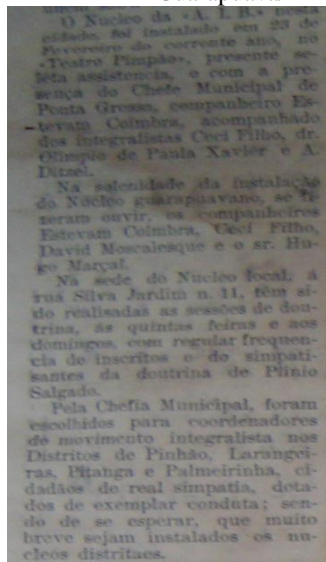 O Nucleo da «A. I. B.» nesta
cidade, foi instalado em 23 de
Fevereiro do corrente ano, no
«Teatro Pimpão», presente se-
léta assistencia, e com a pre-
sença do Chefe Municipal de
Ponta Grosso, companheiro Es-
tevam Coimbra, acompanhado
dos integralistas Ceci Filho, dr.
Olimpio de Paula Xavier e A.
Ditzel.
Na solenidade da instalação
do Núcleo guarapuavano, se fi-
zeram ouvir, os companheiros
Estevam Coimbra, Ceci Filho,
David Moscalesque e o sr. Hu-
go Marçal.
Na sede do Nucleo local, á
rua Silva Jardim n. 11, têm si-
do realisadas as sessões de dou-
trina, ás quintas feiras e aos
domingos, com regular frequen-
cia de inscritos e do simpati-
santes da doutrina de Plinio
Salgado.
Pela Chefia Municipal, foram
escolhidos para coordenadores
do movimento integralista nos
Distritos de Pinhão, Larangei-
ras, Pitanga e Palmeirinha, ci-
dadãos de real simpatia, dota-
dos de exemplar conduta; sen-
do de se esperar, que muito
breve sejam instalados os nu-
cleos distritaes.